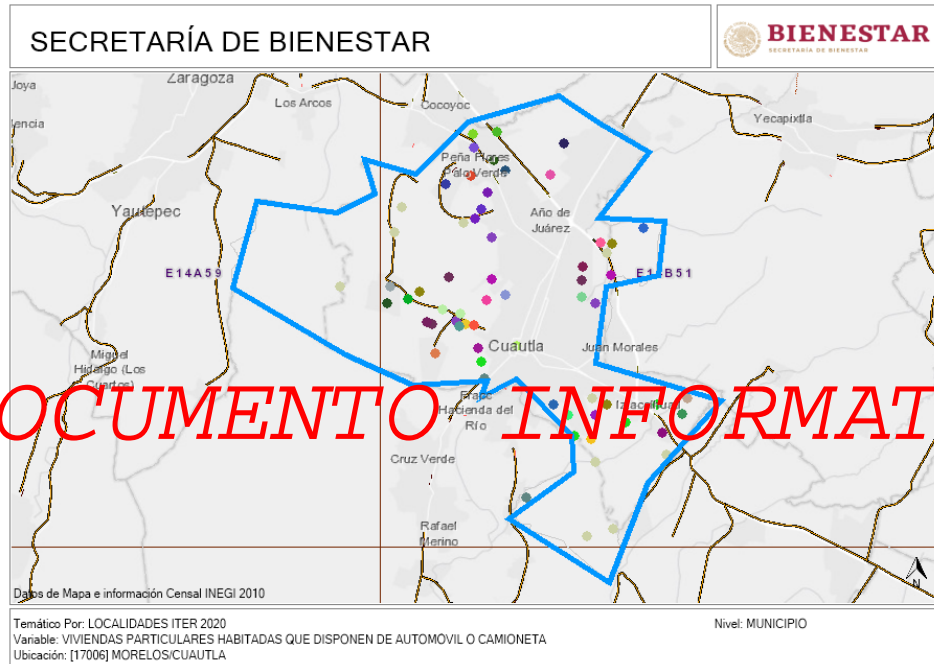 SECRETARÍA DE BIENESTAR
BIENESTAR
SECRETARÍA DE BIENESTAR
Joya
Zaragoza
Los Arcos
Cocoyoc
Yecapixtla
encia
Peña Flores
Palo Verde
Yautepec
Año de
Juárez
E14A59
Cuautla
Juan Morales
Miguel
Hidalgo (Los
Cuartos)
Fracc
Hacienda del
Río
OCUMENTO INFORMAT
Cruz Verde
Rafael
Merino
N
Datos de Mapa e información Censal INEGI 2010
Temático Por: LOCALIDADES ITER 2020
Nivel: MUNICIPIO
Variable: VIVIENDAS PARTICULARES HABITADAS QUE DISPONEN DE AUTOMÓVIL O CAMIONETA
Ubicación: [17006] MORELOS/CUAUTLA